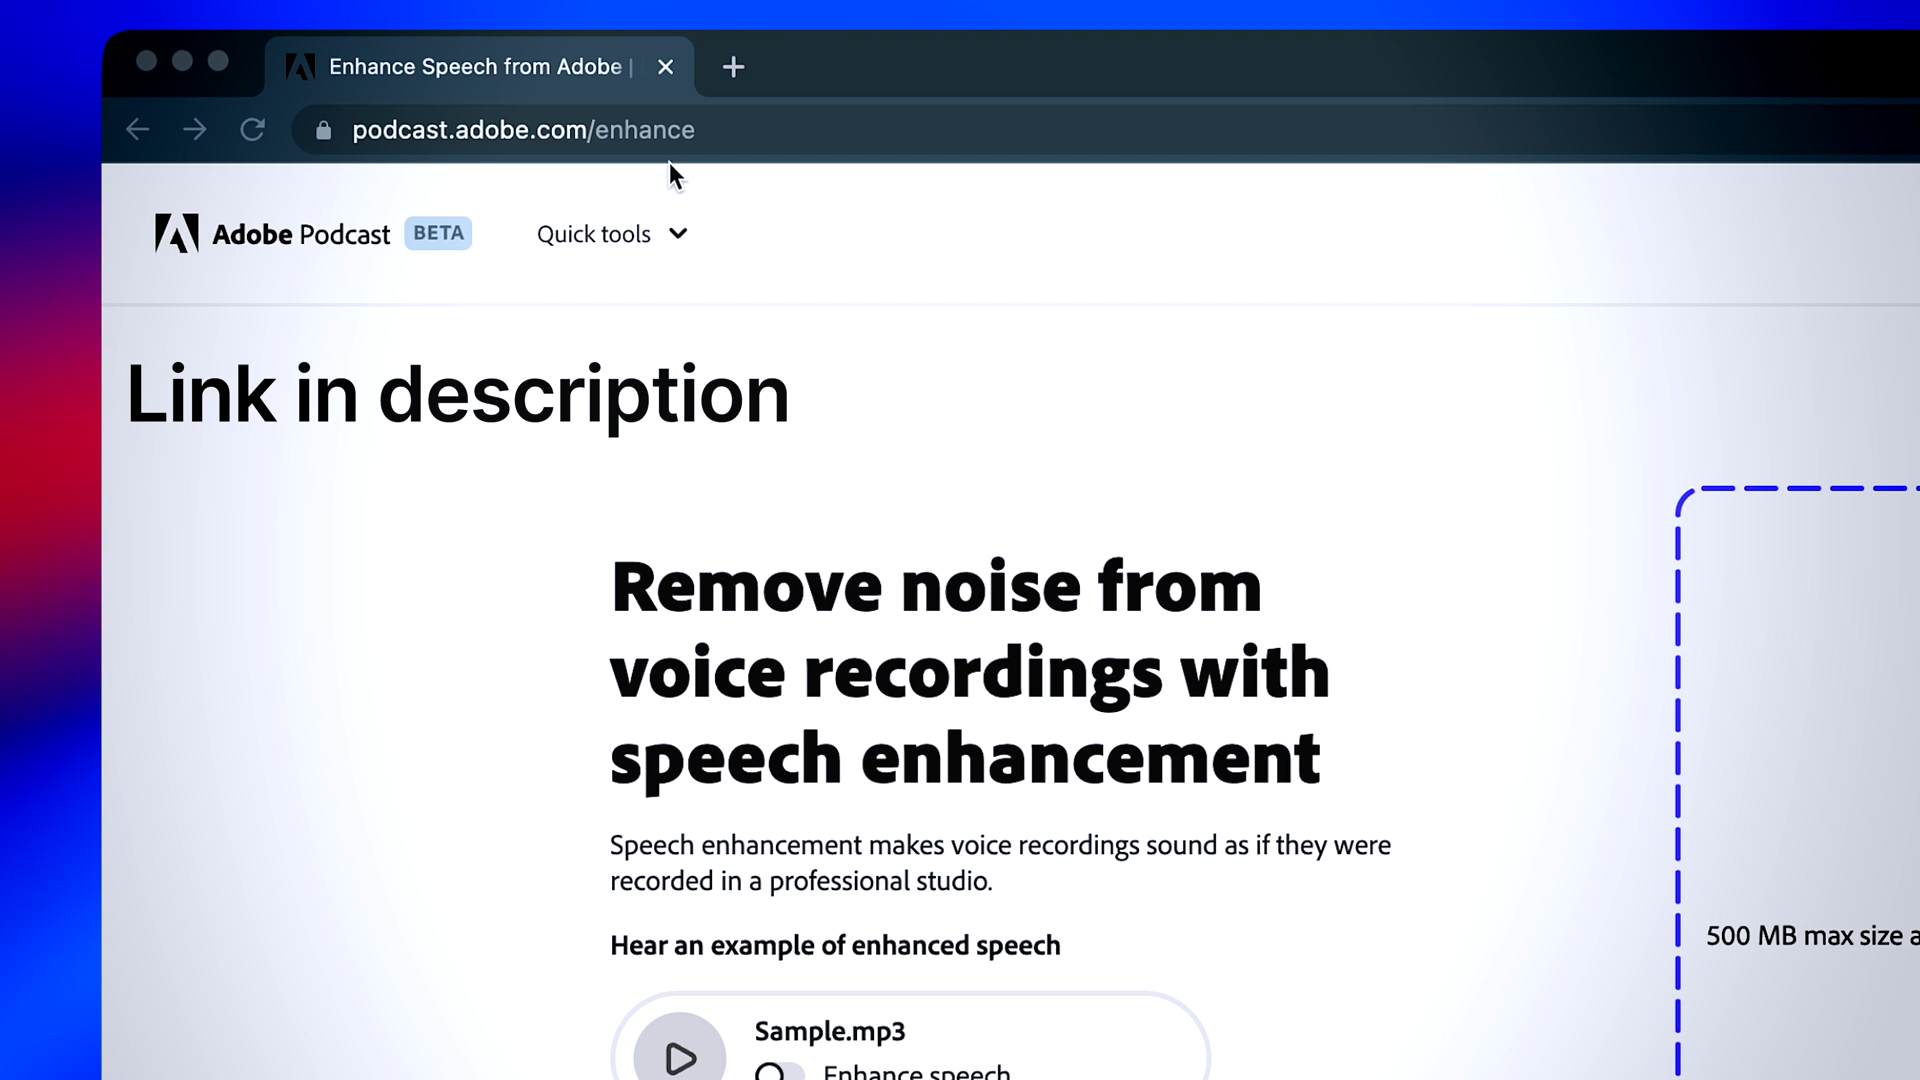 Enhance Speech from Adobe |
podcast.adobe.com/enhance
Adobe Podcast BETA Quick tools
Link in description
Remove noise from
voice recordings with
speech enhancement
Speech enhancement makes voice recordings sound as if they were
recorded in a professional studio.
Hear an example of enhanced speech
500 MB max size a
Sample.mp3
Enhance speech